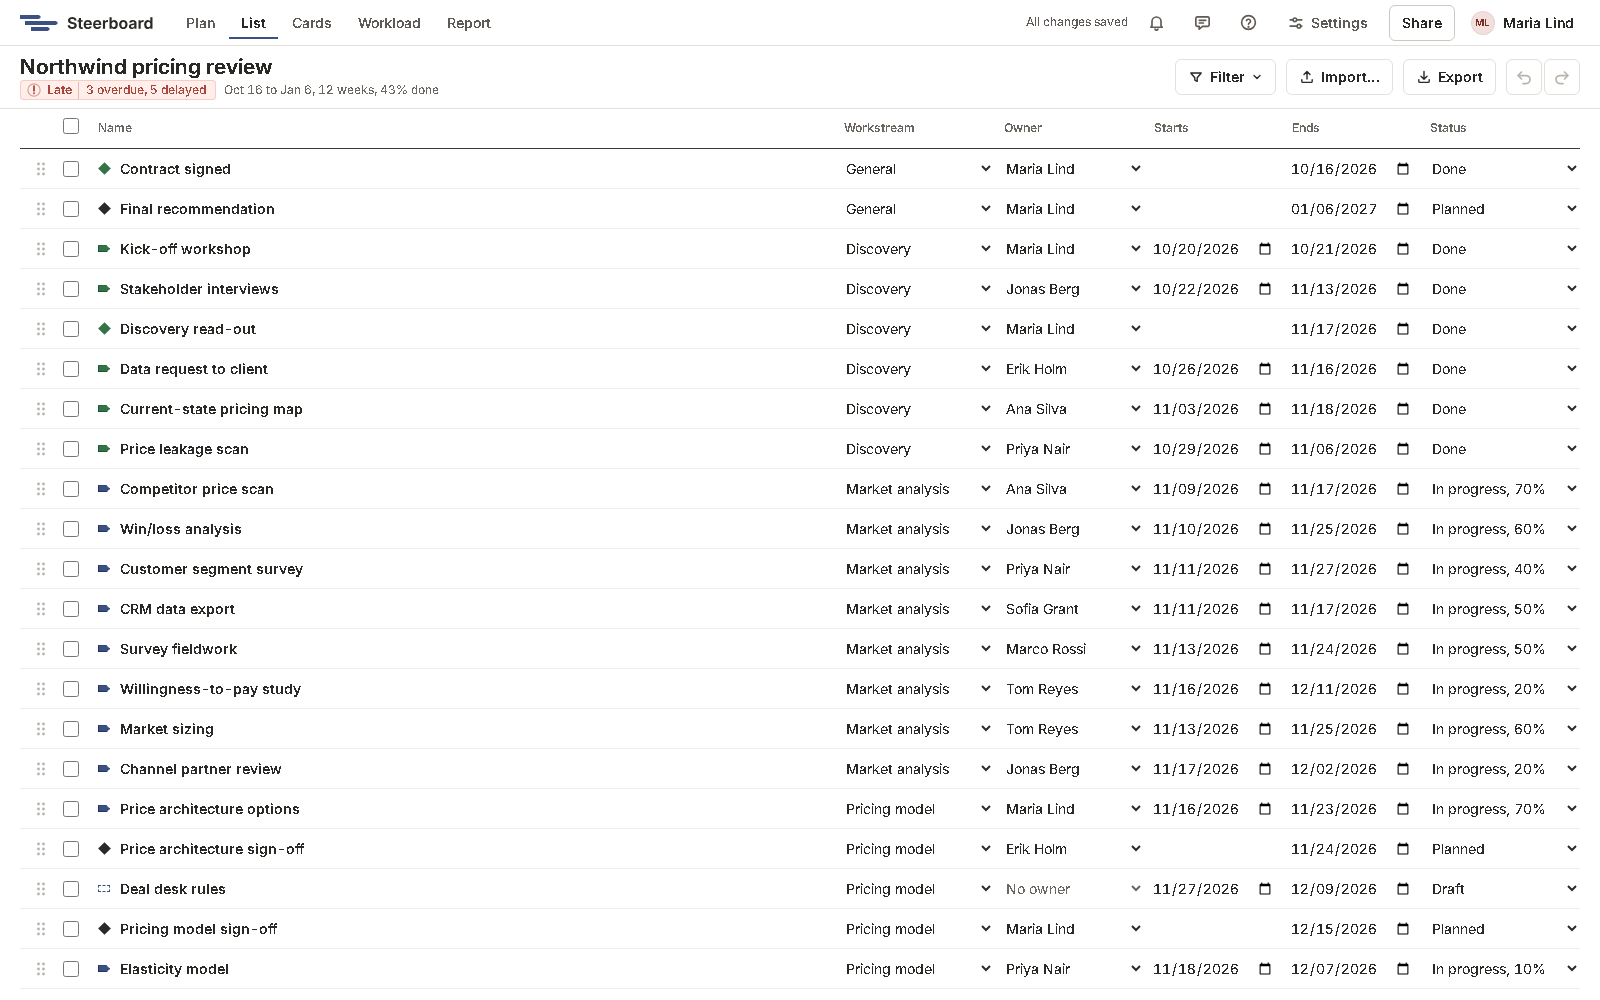 Steerboard Plan List Cards Workload Report All changes saved Settings Share ML Maria Lind
Northwind pricing review
Filter Import... Export
Late 3 overdue, 5 delayed Oct 16 to Jan 6, 12 weeks, 43% done
Name Workstream Owner Starts Ends Status
Contract signed General Maria Lind 10/16/2026 Done
Final recommendation General Maria Lind 01/06/2027 Planned
Kick-off workshop Discovery Maria Lind 10/20/2026 10/21/2026 Done
Stakeholder interviews Discovery Jonas Berg 10/22/2026 11/13/2026 Done
Discovery read-out Discovery Maria Lind 11/17/2026 Done
Data request to client Discovery Erik Holm 10/26/2026 11/16/2026 Done
Current-state pricing map Discovery Ana Silva 11/03/2026 11/18/2026 Done
Price leakage scan Discovery Priya Nair 10/29/2026 11/06/2026 Done
Competitor price scan Market analysis Ana Silva 11/09/2026 11/17/2026 In progress, 70%
Win/loss analysis Market analysis Jonas Berg 11/10/2026 11/25/2026 In progress, 60%
Customer segment survey Market analysis Priya Nair 11/11/2026 11/27/2026 In progress, 40%
CRM data export Market analysis Sofia Grant 11/11/2026 11/17/2026 In progress, 50%
Survey fieldwork Market analysis Marco Rossi 11/13/2026 11/24/2026 In progress, 50%
Willingness-to-pay study Market analysis Tom Reyes 11/16/2026 12/11/2026 In progress, 20%
Market sizing Market analysis Tom Reyes 11/13/2026 11/25/2026 In progress, 60%
Channel partner review Market analysis Jonas Berg 11/17/2026 12/02/2026 In progress, 20%
Price architecture options Pricing model Maria Lind 11/16/2026 11/23/2026 In progress, 70%
Price architecture sign-off Pricing model Erik Holm 11/24/2026 Planned
Deal desk rules Pricing model No owner 11/27/2026 12/09/2026 Draft
Pricing model sign-off Pricing model Maria Lind 12/15/2026 Planned
Elasticity model Pricing model Priya Nair 11/18/2026 12/07/2026 In progress, 10%